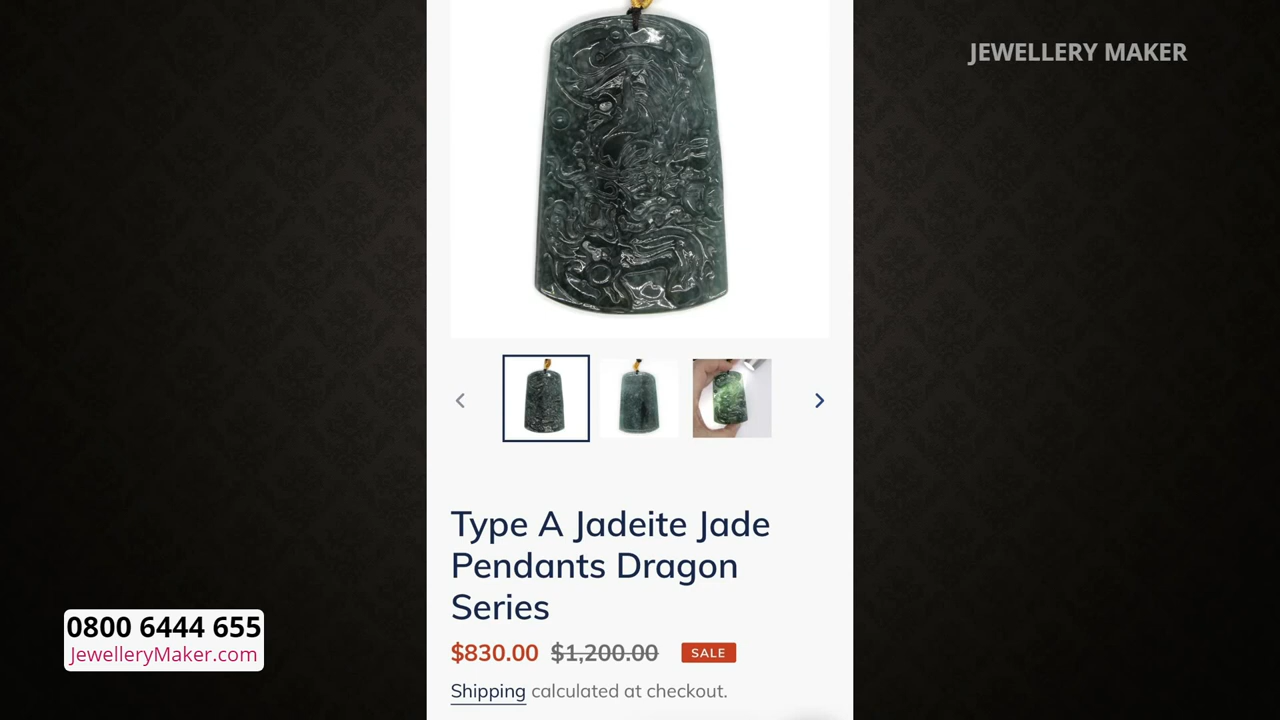 JEWELLERY MAKER
Type A Jadeite Jade
Pendants Dragon
Series
$830.00 $1,200.00 SALE
Shipping calculated at checkout.
0800 6444 655
JewelleryMaker.com